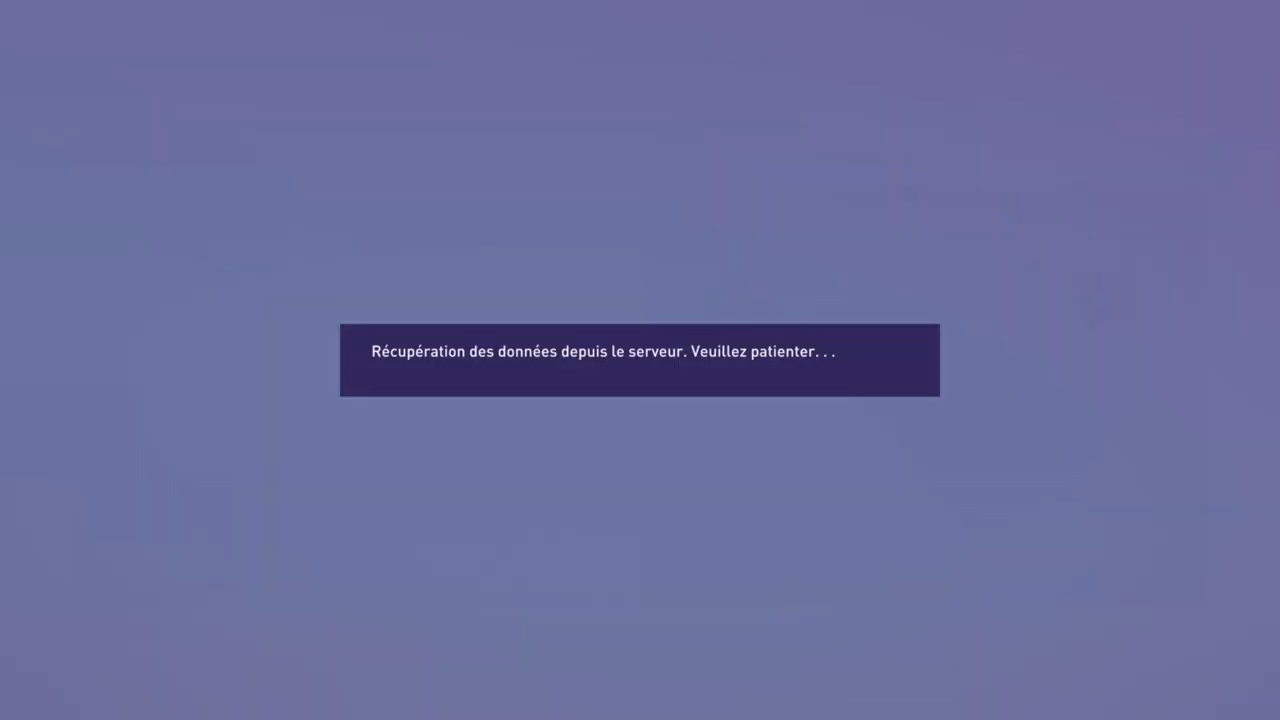 Récupération des données depuis le serveur. Veuillez patienter. . .